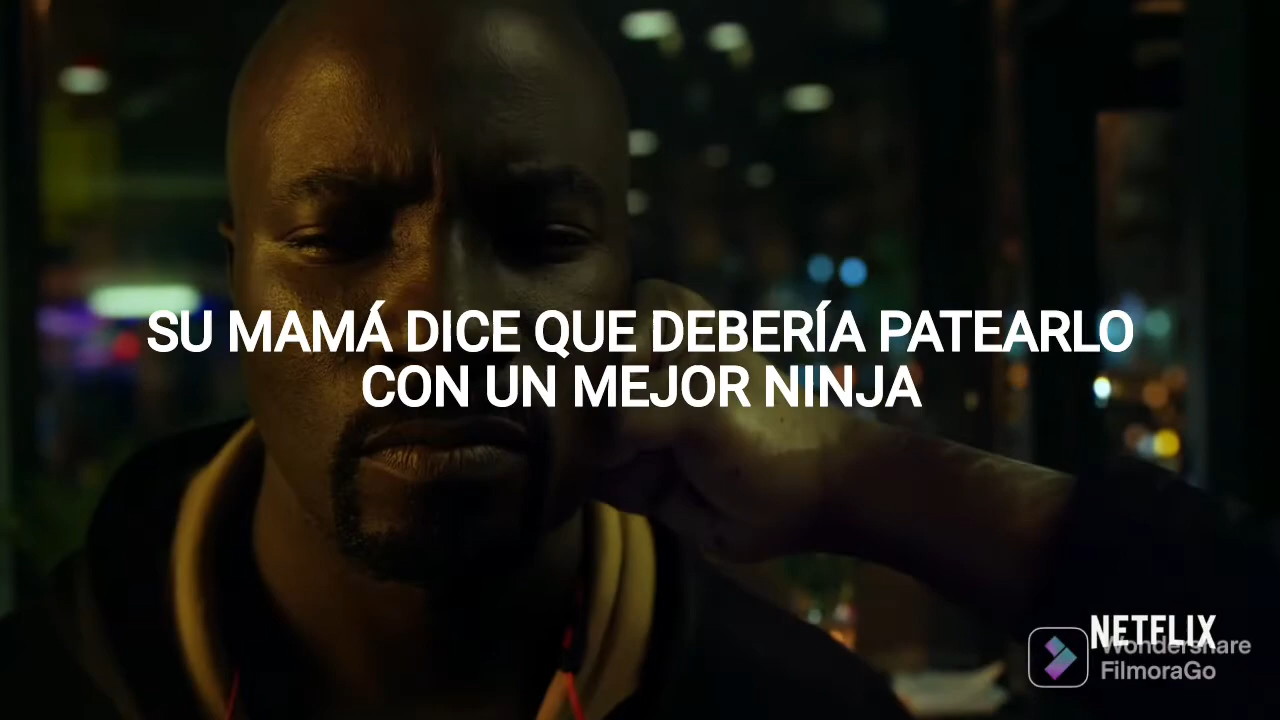 SU MAMÁ DICE QUE DEBERÍA PATEARLO
CON UN MEJOR NINJA
NETFLIX
Wondershare
FilmoraGo